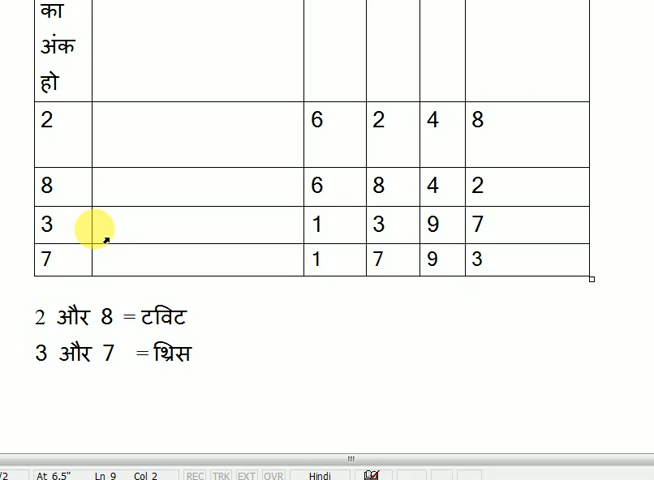 का
अंक
हो
2 6 2 4 8
8 6 8 4 2
3 1 3 9 7
7 1 7 9 3
2 और 8 = टविट
3 और 7 = थ्रिस
/2 At 6.5" Ln 9 Col 2 REC TRK EXT OVR Hindi